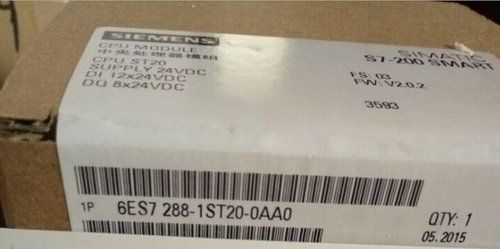 SIEMENS
CPU MODULE
中央处理器模组
CPU ST20
SUPPLY 24VDC
DI 12x24VDC
DQ 8x24VDC
SIMATIC
S7-200 SMART
FS: 03
FW: V2.0.2
3593
1P 6ES7 288-1ST20-0AA0
QTY: 1
05.2015